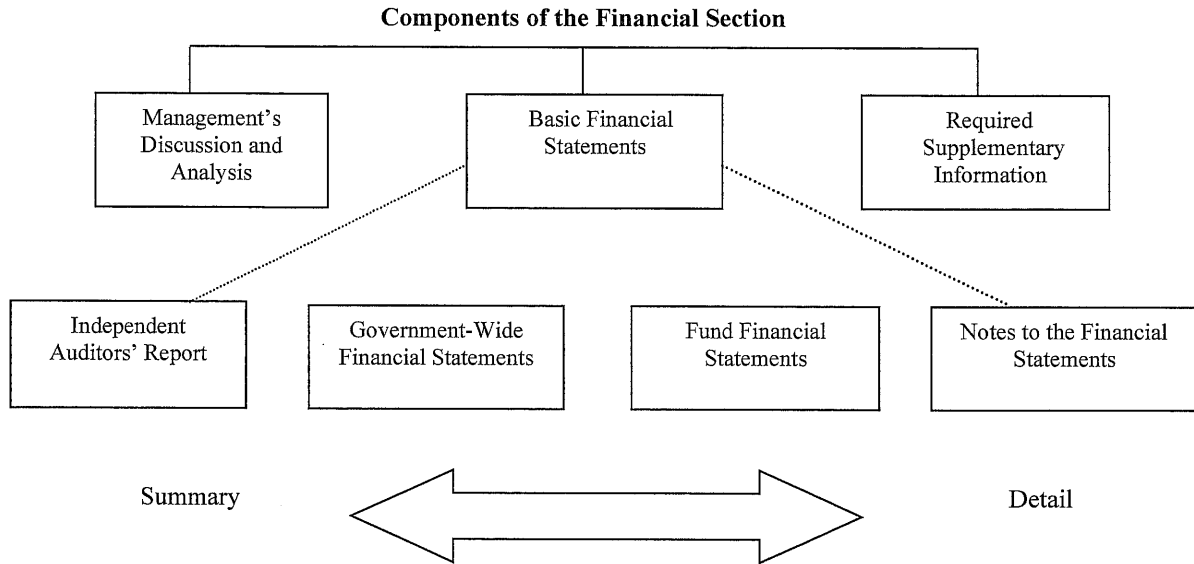 Components of the Financial Section
Management's
Discussion and
Analysis
Basic Financial
Statements
Required
Supplementary
Information
Independent
Auditors' Report
Government-Wide
Financial Statements
Fund Financial
Statements
Notes to the Financial
Statements
Summary
Detail